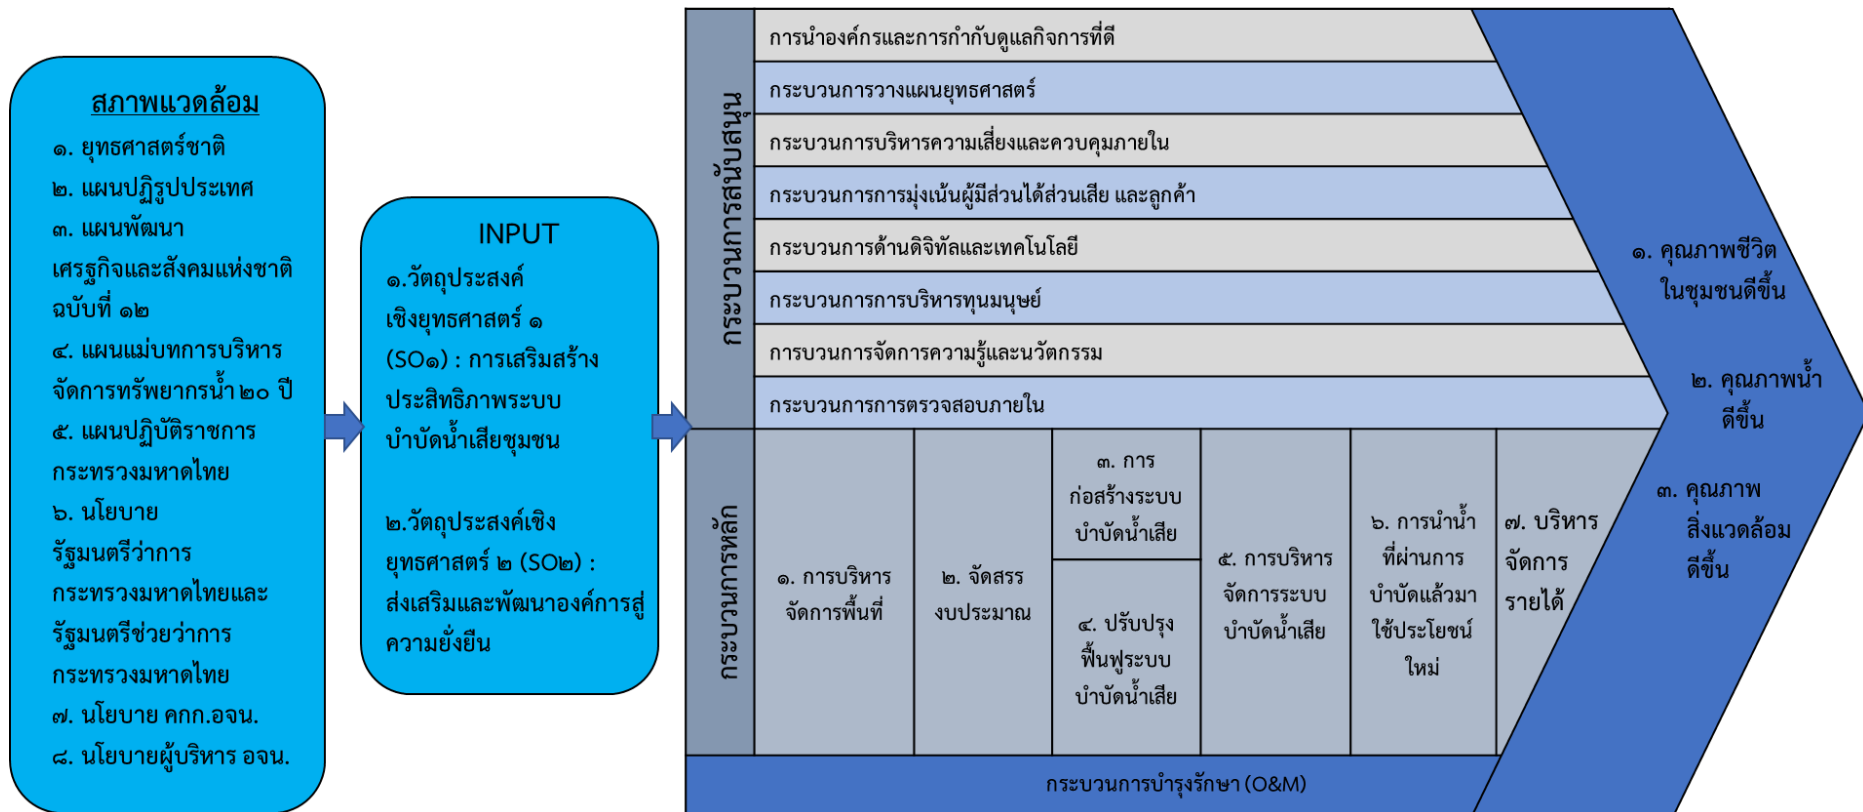 สภาพแวดล้อม
๑. ยุทธศาสตร์ชาติ
๒. แผนปฏิรูปประเทศ
๓. แผนพัฒนา
เศรษฐกิจและสังคมแห่งชาติ
ฉบับที่ ๑๒
๔. แผนแม่บทการบริหาร
จัดการทรัพยากรน้ำ ๒๐ ปี
๕. แผนปฏิบัติราชการ
กระทรวงมหาดไทย
๖. นโยบาย
รัฐมนตรีว่าการ
กระทรวงมหาดไทยและ
รัฐมนตรีช่วยว่าการ
กระทรวงมหาดไทย
๗. นโยบาย คกก.อจน.
๘. นโยบายผู้บริหาร อจน.
INPUT
๑.วัตถุประสงค์
เชิงยุทธศาสตร์ ๑
(SO๑) : การเสริมสร้าง
ประสิทธิภาพระบบ
บำบัดน้ำเสียชุมชน
๒.วัตถุประสงค์เชิง
ยุทธศาสตร์ ๒ (SO๒) :
ส่งเสริมและพัฒนาองค์การสู่
ความยั่งยืน
กระบวนการสนับสนุน
การนำองค์กรและการกำกับดูแลกิจการที่ดี
กระบวนการวางแผนยุทธศาสตร์
กระบวนการบริหารความเสี่ยงและควบคุมภายใน
กระบวนการการมุ่งเน้นผู้มีส่วนได้ส่วนเสีย และลูกค้า
กระบวนการด้านดิจิทัลและเทคโนโลยี
กระบวนการการบริหารทุนมนุษย์
การบวนการจัดการความรู้และนวัตกรรม
กระบวนการการตรวจสอบภายใน
กระบวนการหลัก
๑. การบริหาร
จัดการพื้นที่
๒. จัดสรร
งบประมาณ
๓. การ
ก่อสร้างระบบ
บำบัดน้ำเสีย
๔. ปรับปรุง
ฟื้นฟูระบบ
บำบัดน้ำเสีย
๕. การบริหาร
จัดการระบบ
บำบัดน้ำเสีย
๖. การนำน้ำ
ที่ผ่านการ
บำบัดแล้วมา
ใช้ประโยชน์
ใหม่
๗. บริหาร
จัดการ
รายได้
กระบวนการบำรุงรักษา (O&M)
๑. คุณภาพชีวิต
ในชุมชนดีขึ้น
๒. คุณภาพน้ำ
ดีขึ้น
๓. คุณภาพ
สิ่งแวดล้อม
ดีขึ้น